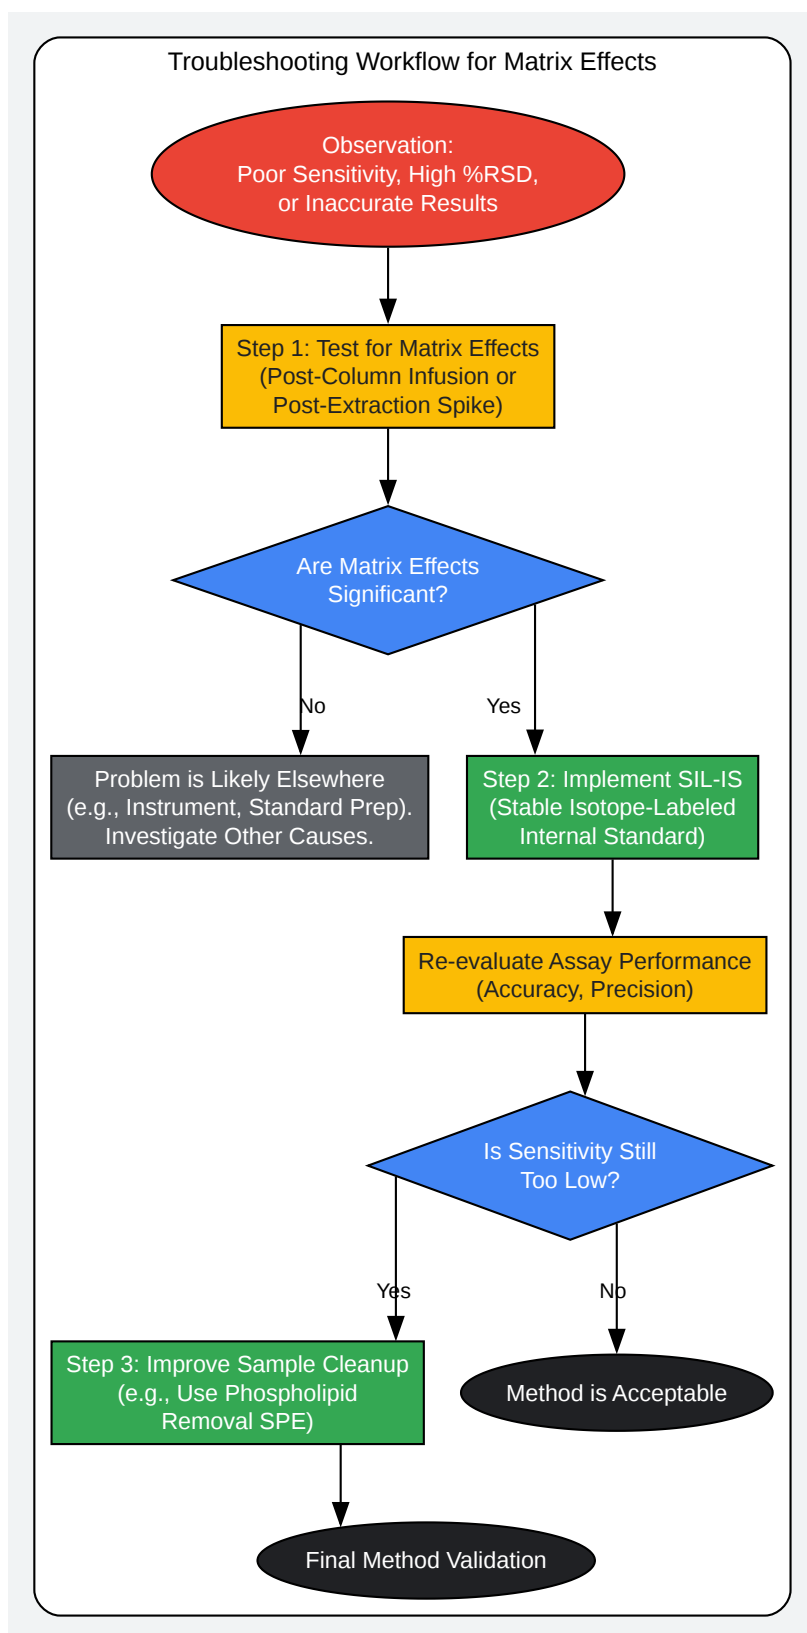 Troubleshooting Workflow for Matrix Effects
Observation:
Poor Sensitivity, High %RSD,
or Inaccurate Results
Step 1: Test for Matrix Effects
(Post-Column Infusion or
Post-Extraction Spike)
Are Matrix Effects
Significant?
No
Yes
Problem is Likely Elsewhere
(e.g., Instrument, Standard Prep).
Investigate Other Causes.
Step 2: Implement SIL-IS
(Stable Isotope-Labeled
Internal Standard)
Re-evaluate Assay Performance
(Accuracy, Precision)
Is Sensitivity Still
Too Low?
Yes
No
Step 3: Improve Sample Cleanup
(e.g., Use Phospholipid
Removal SPE)
Method is Acceptable
Final Method Validation